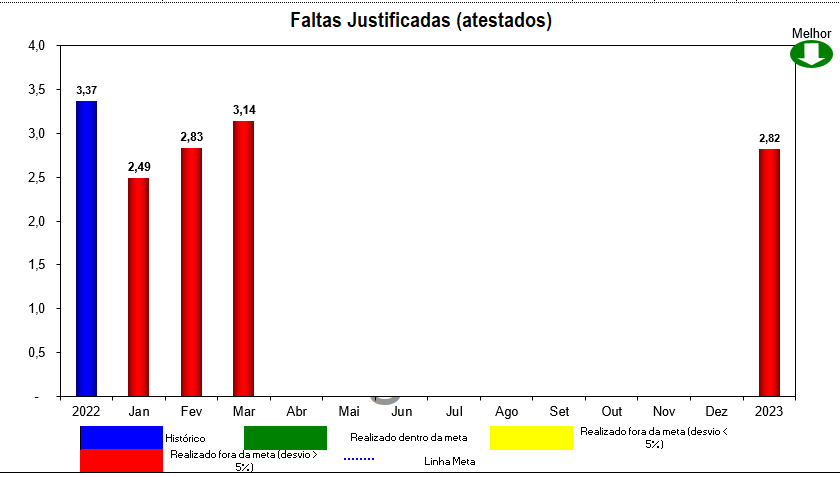 Faltas Justificadas (atestados)
Melhor
4,0
3,5
3,0
2,5
2,0
1,5
1,0
0,5
-
3,37
2,49
2,83
3,14
2,82
2022 Jan Fev Mar Abr Mai Jun Jul Ago Set Out Nov Dez 2023
Histórico
Realizado dentro da meta
Realizado fora da meta (desvio <
5%)
Realizado fora da meta (desvio >
5%)
Linha Meta